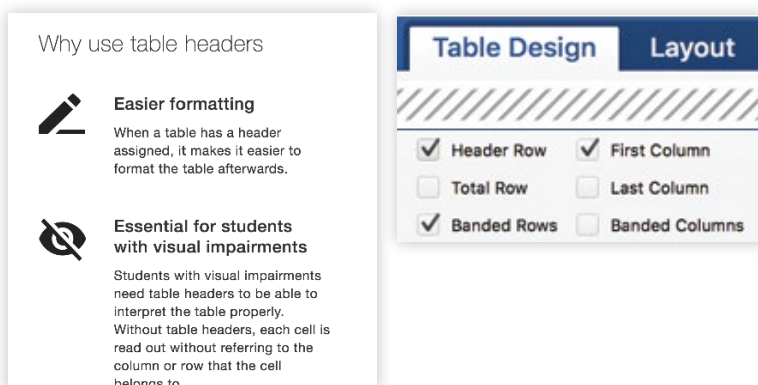 Why use table headers
Easier formatting
When a table has a header
assigned, it makes it easier to
format the table afterwards.
Essential for students
with visual impairments
Students with visual impairments
need table headers to be able to
interpret the table properly.
Without table headers, each cell is
read out without referring to the
column or row that the cell
belongs to
Table Design Layout
Header Row First Column
Total Row Last Column
Banded Rows Banded Columns